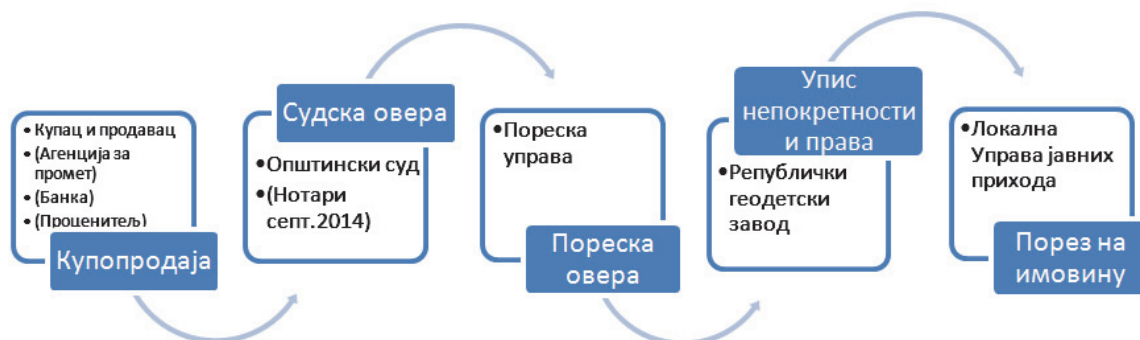 • Купац и продавац
• (Агенција за
промет)
• (Банка)
• (Проценитељ)
Купопродаја
Судска овера
•Општински суд
•(Нотари
септ.2014)
•Пореска
управа
Пореска
овера
Упис
непокретности
и права
•Републички
геодетски
завод
•Локална
Управа јавних
прихода
Порез на
имовину